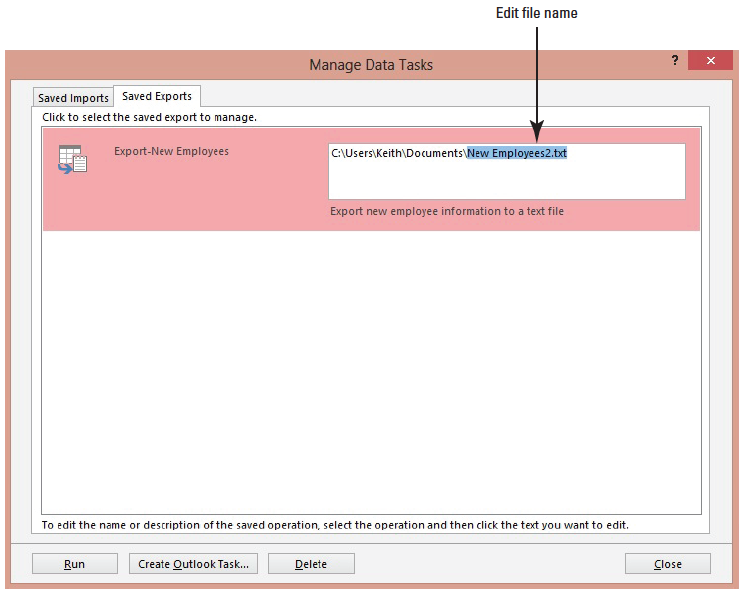 Edit file name
Manage Data Tasks
?
Saved Imports
Saved Exports
Click to select the saved export to manage.
Export-New Employees
C:\Users\Keith\Documents\New Employees2.txt
Export new employee information to a text file
To edit the name or description of the saved operation, select the operation and then click the text you want to edit.
Run
Create Outlook Task...
Delete
Close